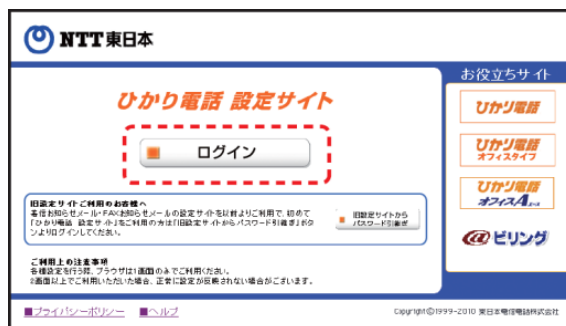 NTT東日本
お役立ちサイト
ひかり電話 設定サイト
ログイン
旧設定サイトご利用のお客様へ
着信お知らせメール・FAXお知らせメールの設定サイトを以前よりご利用で、初めて
「ひかり電話 設定サイト」をご利用の方は「旧設定サイトからパスワード引継ぎ」ボタ
ンよりログインしてください。
旧設定サイトから
パスワード引継ぎ
ご利用上の注意事項
各種設定を行う際、ブラウザは1画面のみでご利用ください。
2画面以上でご利用いただいた場合、正常に設定が反映されない場合がございます。
ひかり電話
ひかり電話
オフィスタイプ
ひかり電話
オフィスA
@ビリング
■プライバシーポリシー ■ヘルプ
Copyright©1999-2010 東日本電信電話株式会社